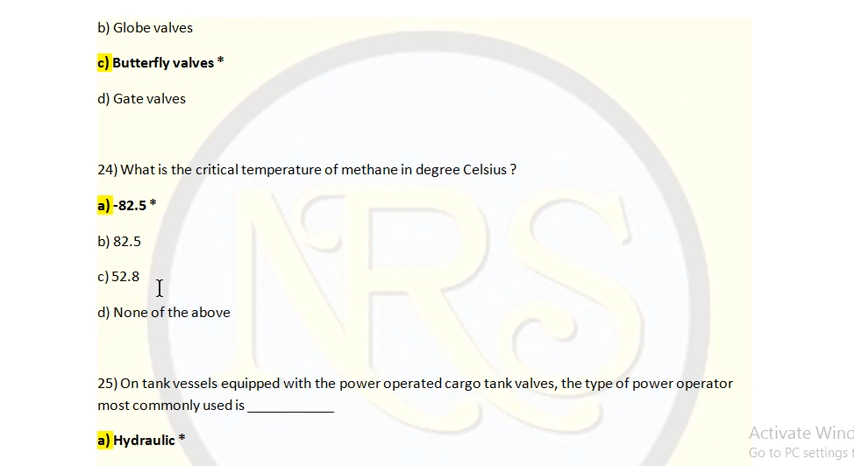 b) Globe valves
c) Butterfly valves *
d) Gate valves
24) What is the critical temperature of methane in degree Celsius ?
a) -82.5 *
b) 82.5
c) 52.8
d) None of the above
25) On tank vessels equipped with the power operated cargo tank valves, the type of power operator
most commonly used is ____________
a) Hydraulic *
NRS
Activate Wind
Go to PC settings t